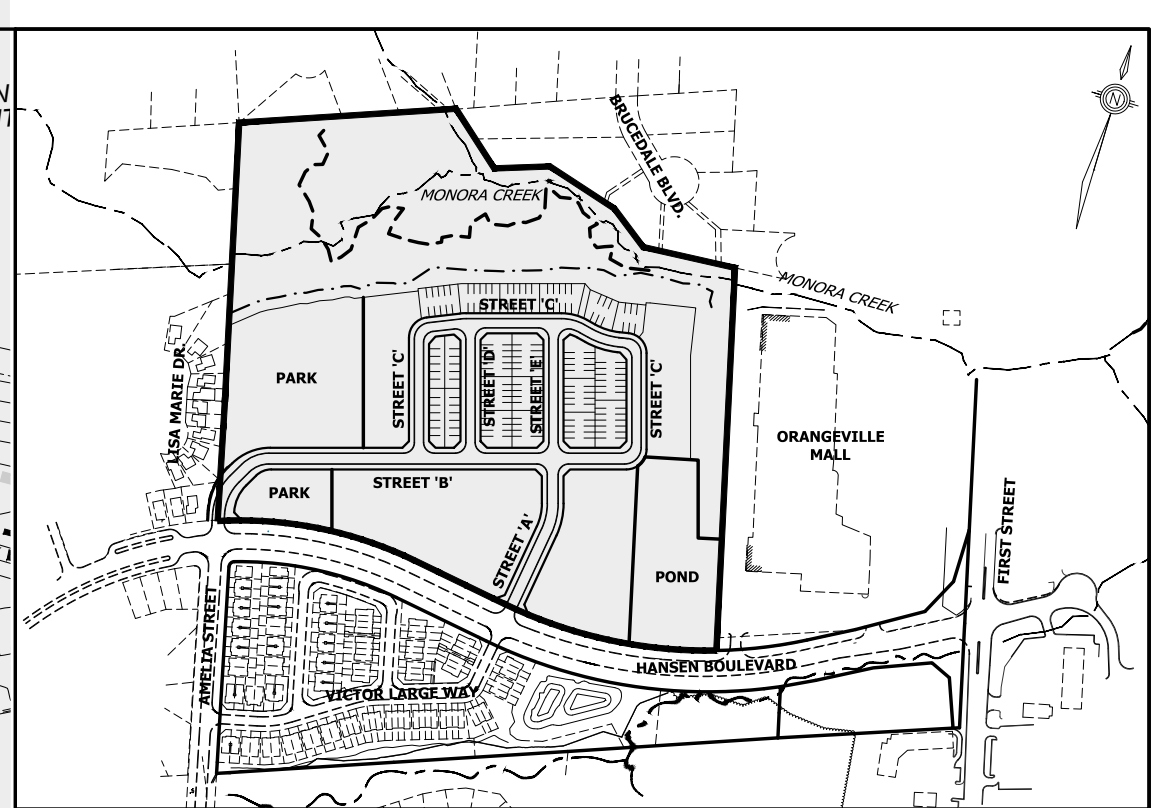 N
BRUCEDALE BLVD.
MONORA CREEK
MONORA CREEK
STREET 'C'
PARK
STREET 'C'
STREET 'D'
STREET 'E'
STREET 'C'
LISA MARIE DR.
ORANGEVILLE
MALL
PARK
STREET 'B'
STREET 'A'
FIRST STREET
POND
AMELIA STREET
HANSEN BOULEVARD
VICTOR LARGE WAY